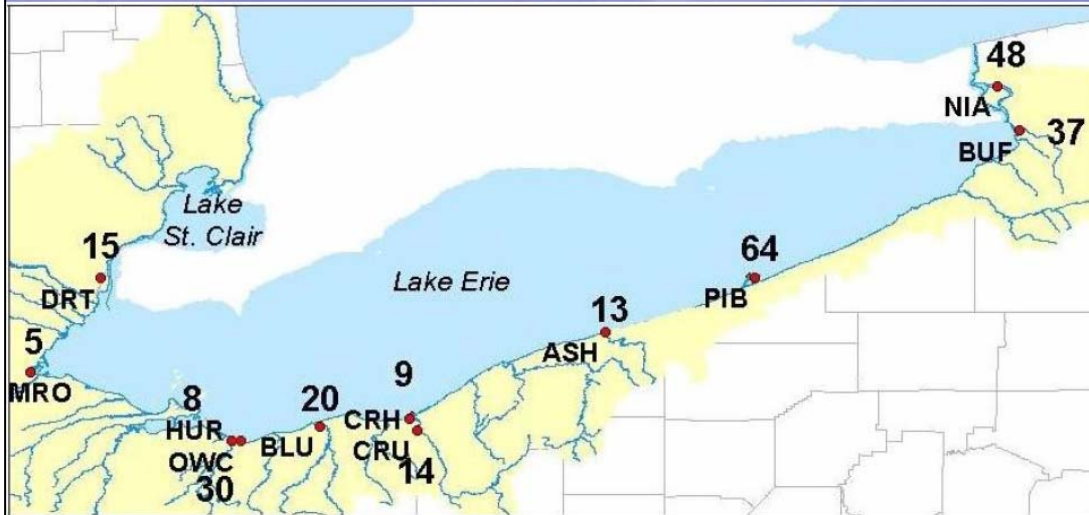 48
NIA
37
BUF
Lake
St. Clair
15
DRT
Lake Erie
64
PIB
13
ASH
5
MRO
8
HUR
OWC
30
20
BLU
9
CRH
CRU
14